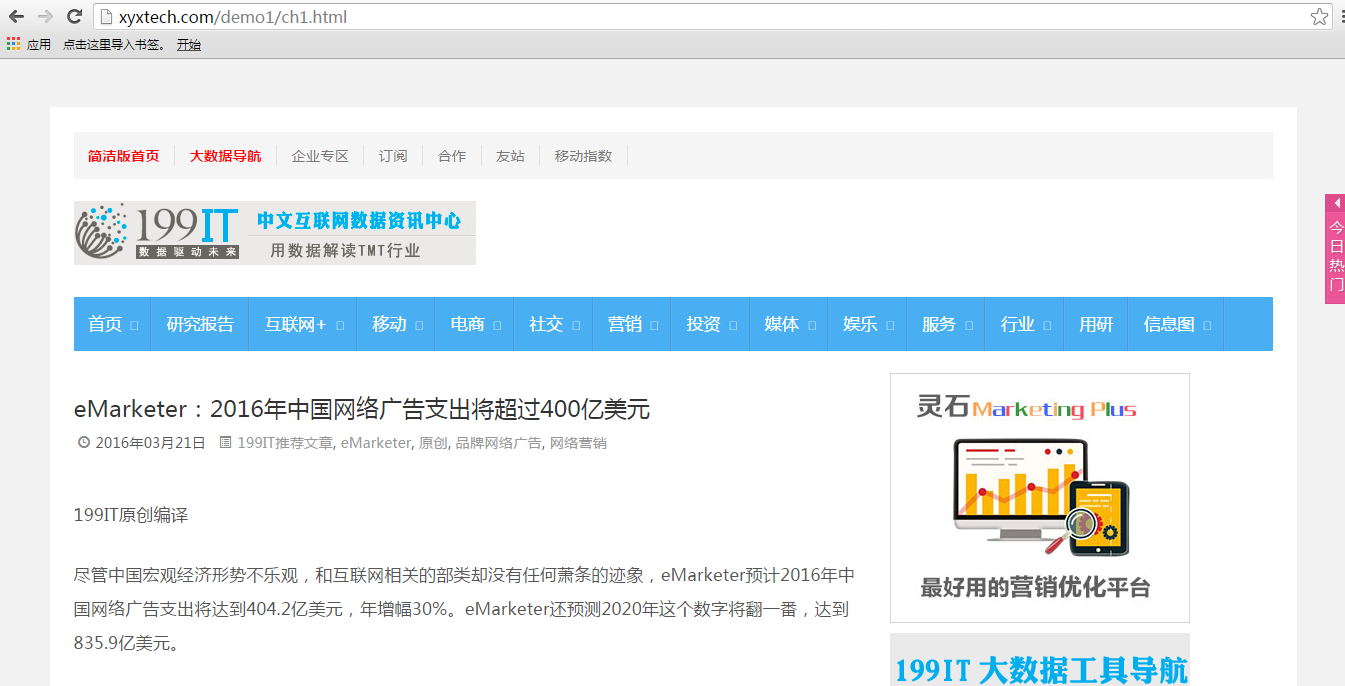 xyxtech.com/demo1/ch1.html
应用 点击这里导入书签。 开始
简洁版首页 大数据导航 企业专区 订阅 合作 友站 移动指数
199IT 中文互联网数据资讯中心
数据驱动未来 用数据解读TMT行业
今日热门
首页 研究报告 互联网+ 移动 电商 社交 营销 投资 媒体 娱乐 服务 行业 用研 信息图
eMarketer：2016年中国网络广告支出将超过400亿美元
2016年03月21日 199IT推荐文章, eMarketer, 原创, 品牌网络广告, 网络营销
199IT原创编译
尽管中国宏观经济形势不乐观，和互联网相关的部类却没有任何萧条的迹象，eMarketer预计2016年中
国网络广告支出将达到404.2亿美元，年增幅30%。eMarketer还预测2020年这个数字将翻一番，达到
835.9亿美元。
灵石Marketing Plus
最好用的营销优化平台
199IT 大数据工具导航